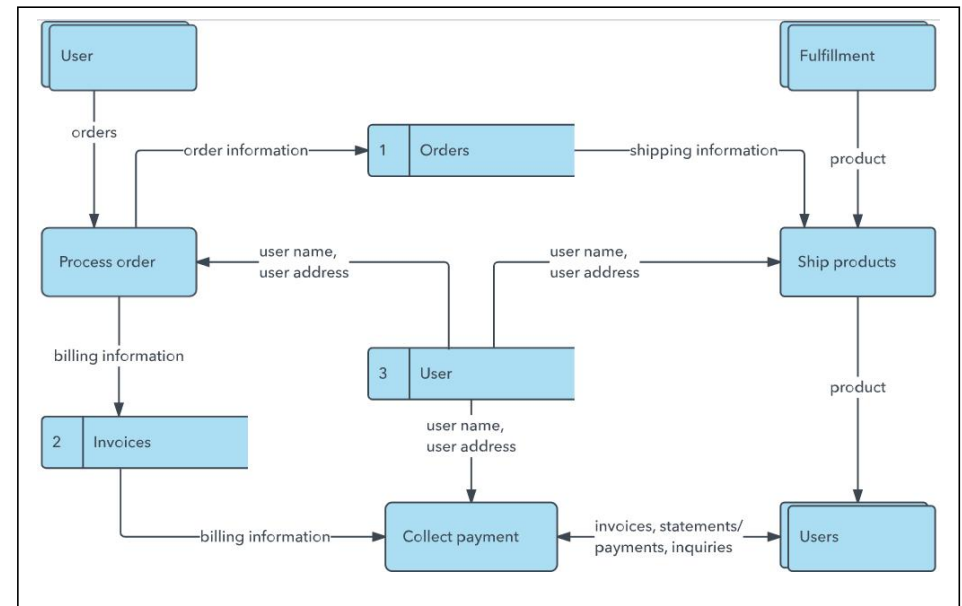 User
Fulfillment
orders
order information
1 Orders
shipping information
product
Process order
user name,
user address
user name,
user address
Ship products
billing information
3 User
product
2 Invoices
user name,
user address
billing information
Collect payment
invoices, statements/
payments, inquiries
Users